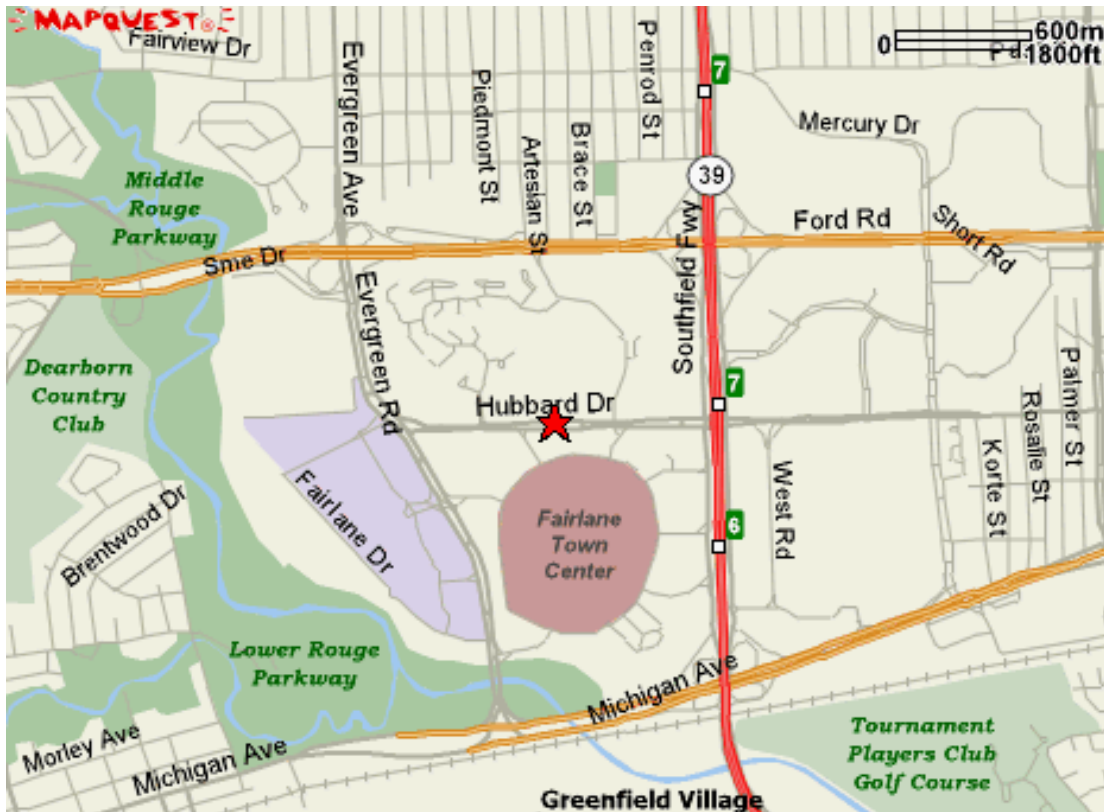 MAPQUEST®
Fairview Dr
Evergreen Ave
Piedmont St
Artesian St
Brace St
Penrod St
7
0
600m
1800ft
Mercury Dr
39
Middle
Rouge
Parkway
Sme Dr
Ford Rd
Short Rd
Southfield Fwy
Evergreen Rd
Dearborn
Country
Club
Hubbard Dr
7
Palmer St
Rosalie St
Korte St
West Rd
Fairlane Dr
Brentwood Dr
Fairlane
Town
Center
6
Lower Rouge
Parkway
Michigan Ave
Morley Ave
Michigan Ave
Tournament
Players Club
Golf Course
Greenfield Village